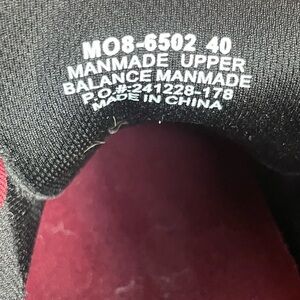 MO8-6502 40
MANMADE UPPER
BALANCE MANMADE
P.O.#:241228-178
MADE IN CHINA